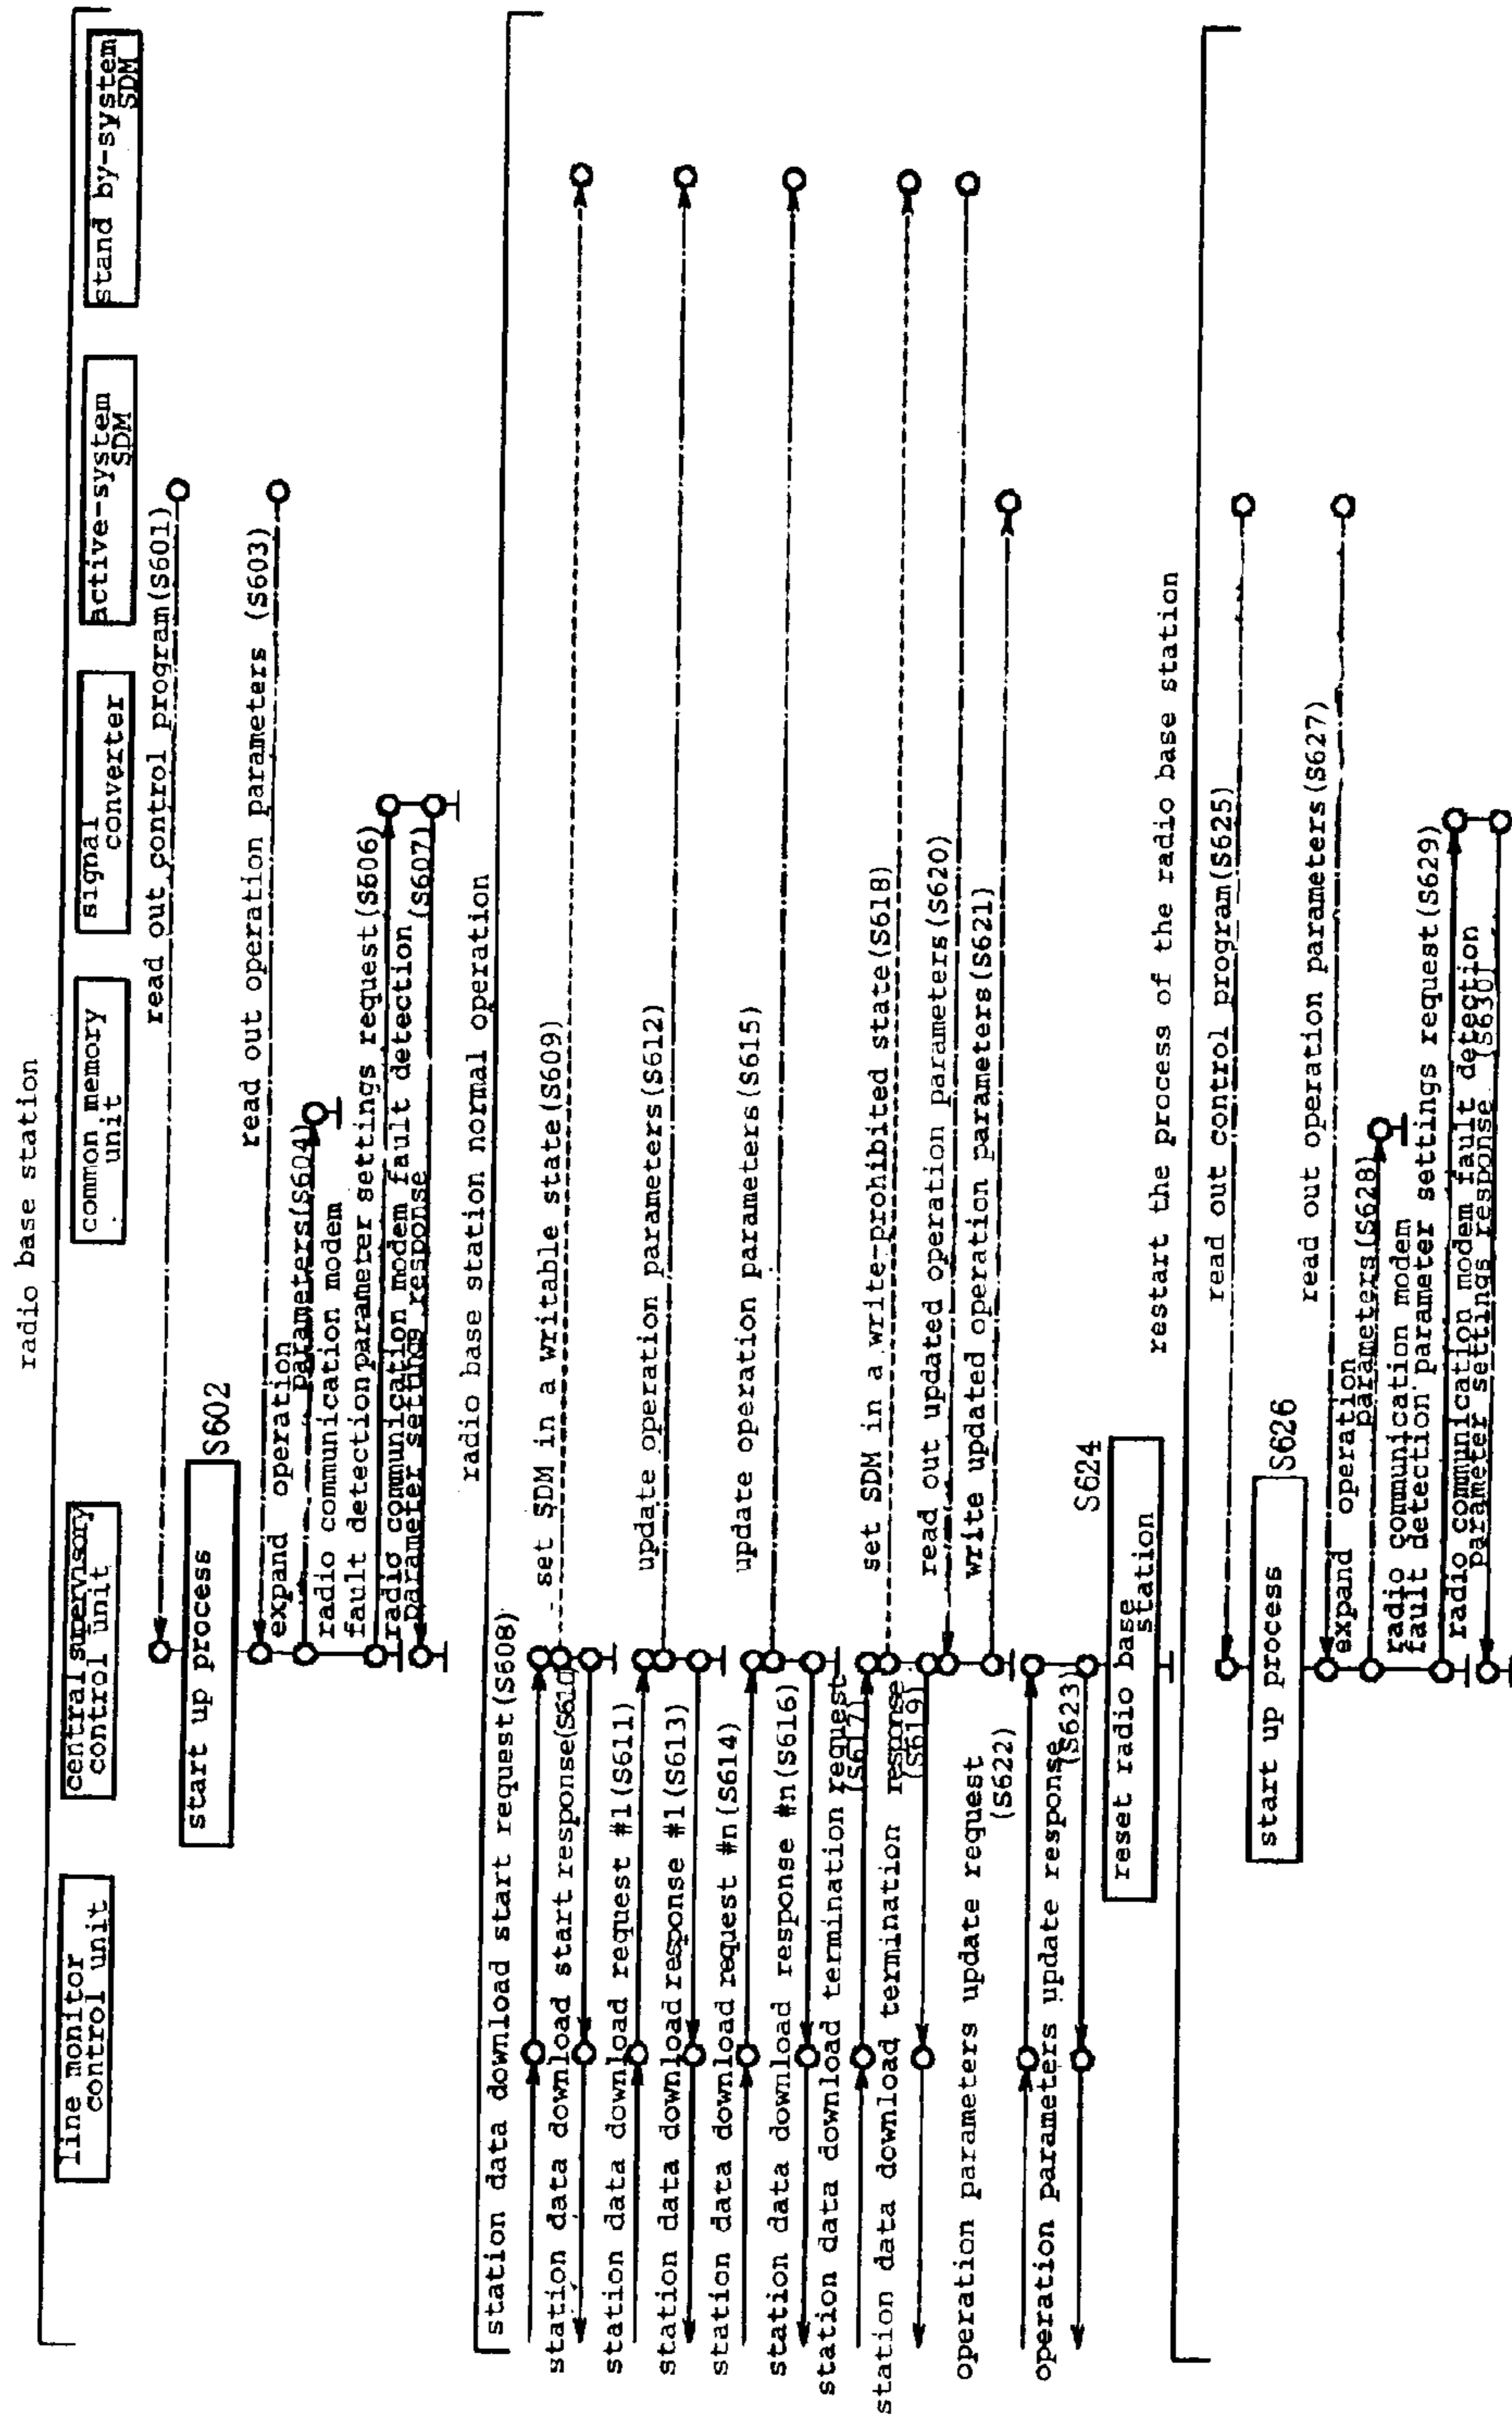 radio base station
line monitor
control unit
central supervisory
control unit
common memory
unit
signal
converter
active-system
SDM
stand by-system
SDM
read out control program(S601)
start up process
S602
read out operation parameters (S603)
expand operation
parameters(S604)
radio communication modem
fault detection parameter settings request(S606)
radio communication modem fault detection
parameter settings response (S607)
radio base station normal operation
station data download start request(S608)
set SDM in a writable state(S609)
station data download start response(S610)
station data download request #1(S611)
update operation parameters(S612)
station data download response #1(S613)
station data download request #n(S614)
update operation parameters(S615)
station data download response #n(S616)
station data download termination request
(S617)
set SDM in a write-prohibited state(S618)
station data download termination response
(S619)
read out updated operation parameters(S620)
write updated operation parameters(S621)
operation parameters update request
(S622)
operation parameters update response
(S623)
reset radio base
station
S624
restart the process of the radio base station
read out control program(S625)
start up process
S626
read out operation parameters(S627)
expand operation
parameters(S628)
radio communication modem
fault detection parameter settings request(S629)
radio communication modem fault detection
parameter settings response (S630)